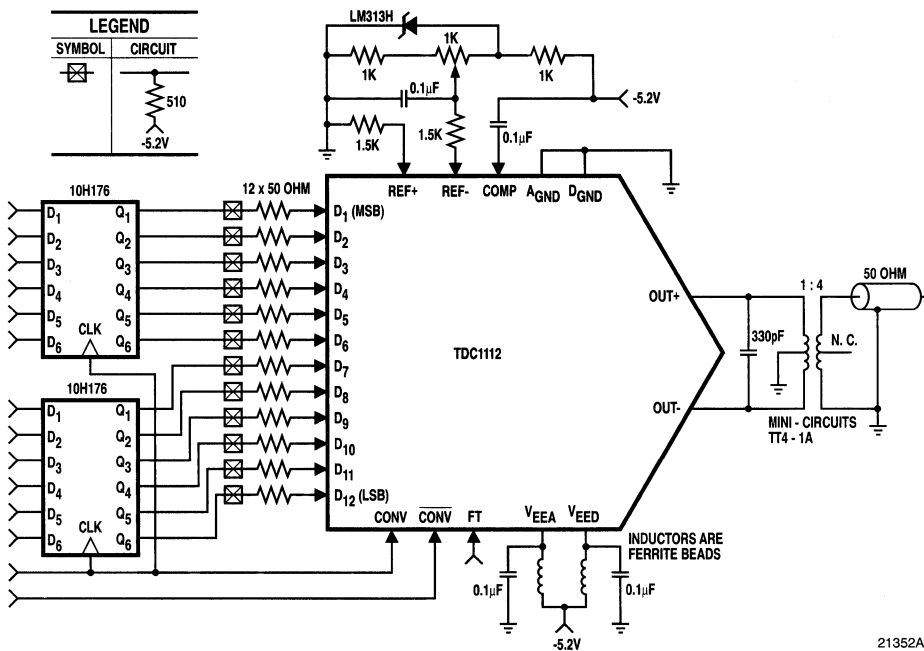 LEGEND
SYMBOL CIRCUIT
510
-5.2V
LM313H
1K
1K
1K
0.1µF
-5.2V
1.5K
1.5K
0.1µF
10H176
12 x 50 OHM
REF+ REF- COMP AGND DGND
D1 Q1
D2 Q2
D3 Q3
D4 Q4
D5 Q5
CLK
D6 Q6
10H176
D1 Q1
D2 Q2
D3 Q3
D4 Q4
D5 Q5
CLK
D6 Q6
D1 (MSB)
D2
D3
D4
D5
D6
D7
D8
D9
D10
D11
D12 (LSB)
TDC1112
OUT+
OUT-
330pF
1 : 4
50 OHM
N. C.
MINI - CIRCUITS
TT4 - 1A
CONV CONV FT VEEA VEED
INDUCTORS ARE
FERRITE BEADS
0.1µF
0.1µF
-5.2V
21352A